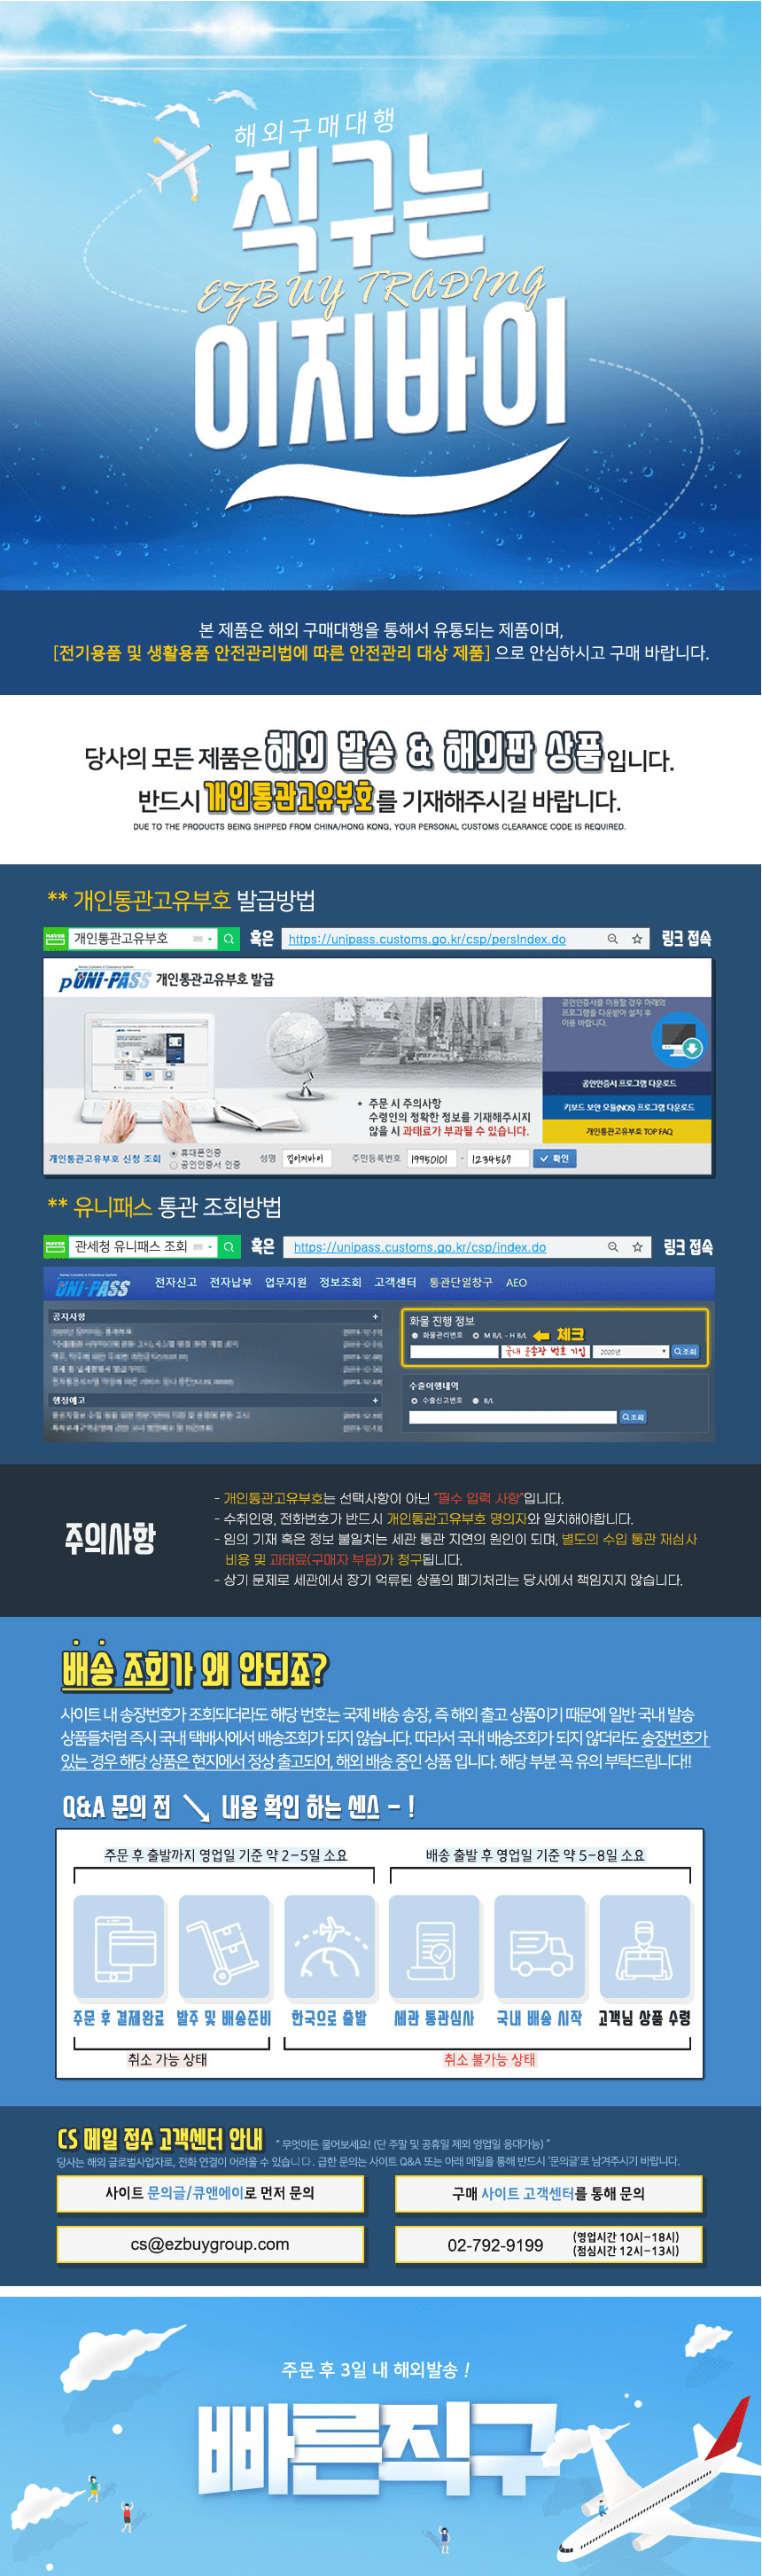 해외구매대행
직구는
EZBUY TRADING
이지바이
본 제품은 해외 구매대행을 통해서 유통되는 제품이며,
[전기용품 및 생활용품 안전관리법에 따른 안전관리 대상 제품] 으로 안심하시고 구매 바랍니다.
당사의 모든 제품은 해외 발송 & 해외판 상품 입니다.
반드시 개인통관고유부호를 기재해주시길 바랍니다.
DUE TO THE PRODUCTS BEING SHIPPED FROM CHINA/HONG KONG, YOUR PERSONAL CUSTOMS CLEARANCE CODE IS REQUIRED.
** 개인통관고유부호 발급방법
NAVER 개인통관고유부호 혹은 https://unipass.customs.go.kr/csp/persIndex.do 링크 접속
pUNI-PASS 개인통관고유부호 발급
공인인증서를 이용할 경우 아래의
프로그램을 다운받아 설치 후
이용 바랍니다.
공인인증서 프로그램 다운로드
키보드 보안 모듈(NOS) 프로그램 다운로드
개인통관고유부호 TOP FAQ
* 주문 시 주의사항
수령인의 정확한 정보를 기재해주시지
않을 시 과태료가 부과될 수 있습니다.
개인통관고유부호 신청 조회 휴대폰인증 공인인증서 인증 성명 김이지바이 주민등록번호 19950101 - 1234567 확인
** 유니패스 통관 조회방법
NAVER 관세청 유니패스 조회 혹은 https://unipass.customs.go.kr/csp/index.do 링크 접속
UNI-PASS 전자신고 전자납부 업무지원 정보조회 고객센터 통관단일창구 AEO
공지사항 +
행정예고 +
화물 진행 정보
화물관리번호 M B/L - H B/L 체크
국내 운송장 번호 기입 2020년 조회
수출이행내역
수출신고번호 B/L
조회
주의사항
- 개인통관고유부호는 선택사항이 아닌 "필수 입력 사항"입니다.
- 수취인명, 전화번호가 반드시 개인통관고유부호 명의자와 일치해야합니다.
- 임의 기재 혹은 정보 불일치는 세관 통관 지연의 원인이 되며, 별도의 수입 통관 재심사
비용 및 과태료(구매자 부담)가 청구됩니다.
- 상기 문제로 세관에서 장기 억류된 상품의 폐기처리는 당사에서 책임지지 않습니다.
배송 조회가 왜 안되죠?
사이트 내 송장번호가 조회되더라도 해당 번호는 국제 배송 송장, 즉 해외 출고 상품이기 때문에 일반 국내 발송
상품들처럼 즉시 국내 택배사에서 배송조회가 되지 않습니다. 따라서 국내 배송조회가 되지 않더라도 송장번호가
있는 경우 해당 상품은 현지에서 정상 출고되어, 해외 배송 중인 상품 입니다. 해당 부분 꼭 유의 부탁드립니다!!
Q&A 문의 전 ↘ 내용 확인 하는 센스 - !
주문 후 출발까지 영업일 기준 약 2-5일 소요
배송 출발 후 영업일 기준 약 5-8일 소요
주문 후 결제완료 발주 및 배송준비 한국으로 출발 세관 통관심사 국내 배송 시작 고객님 상품 수령
취소 가능 상태
취소 불가능 상태
CS 메일 접수 고객센터 안내 " 무엇이든 물어보세요! (단 주말 및 공휴일 제외 영업일 응대가능) "
당사는 해외 글로벌사업자로, 전화 연결이 어려울 수 있습니다. 급한 문의는 사이트 Q&A 또는 아래 메일을 통해 반드시 '문의글'로 남겨주시기 바랍니다.
사이트 문의글/큐앤에이로 먼저 문의
구매 사이트 고객센터를 통해 문의
cs@ezbuygroup.com
02-792-9199 (영업시간 10시-18시)
(점심시간 12시-13시)
주문 후 3일 내 해외발송 !
빠른직구